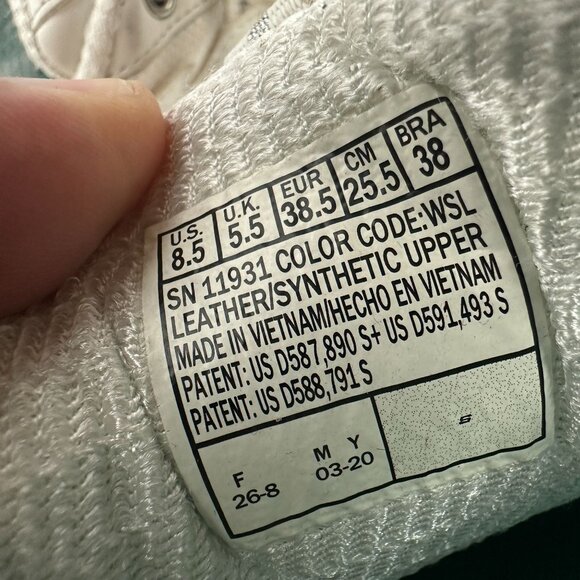 U.S. U.K. EUR CM BRA
8.5 5.5 38.5 25.5 38
SN 11931 COLOR CODE:WSL
LEATHER/SYNTHETIC UPPER
MADE IN VIETNAM/HECHO EN VIETNAM
PATENT: US D587,890 S+ US D591,493 S
PATENT: US D588,791 S
F M Y
26-8 03-20